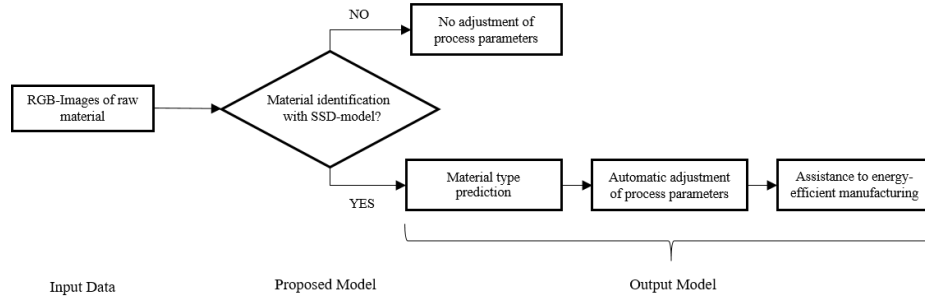 NO
No adjustment of
process parameters
RGB-Images of raw
material
Material identification
with SSD-model?
YES
Material type
prediction
Automatic adjustment
of process parameters
Assistance to energy-
efficient manufacturing
Input Data
Proposed Model
Output Model